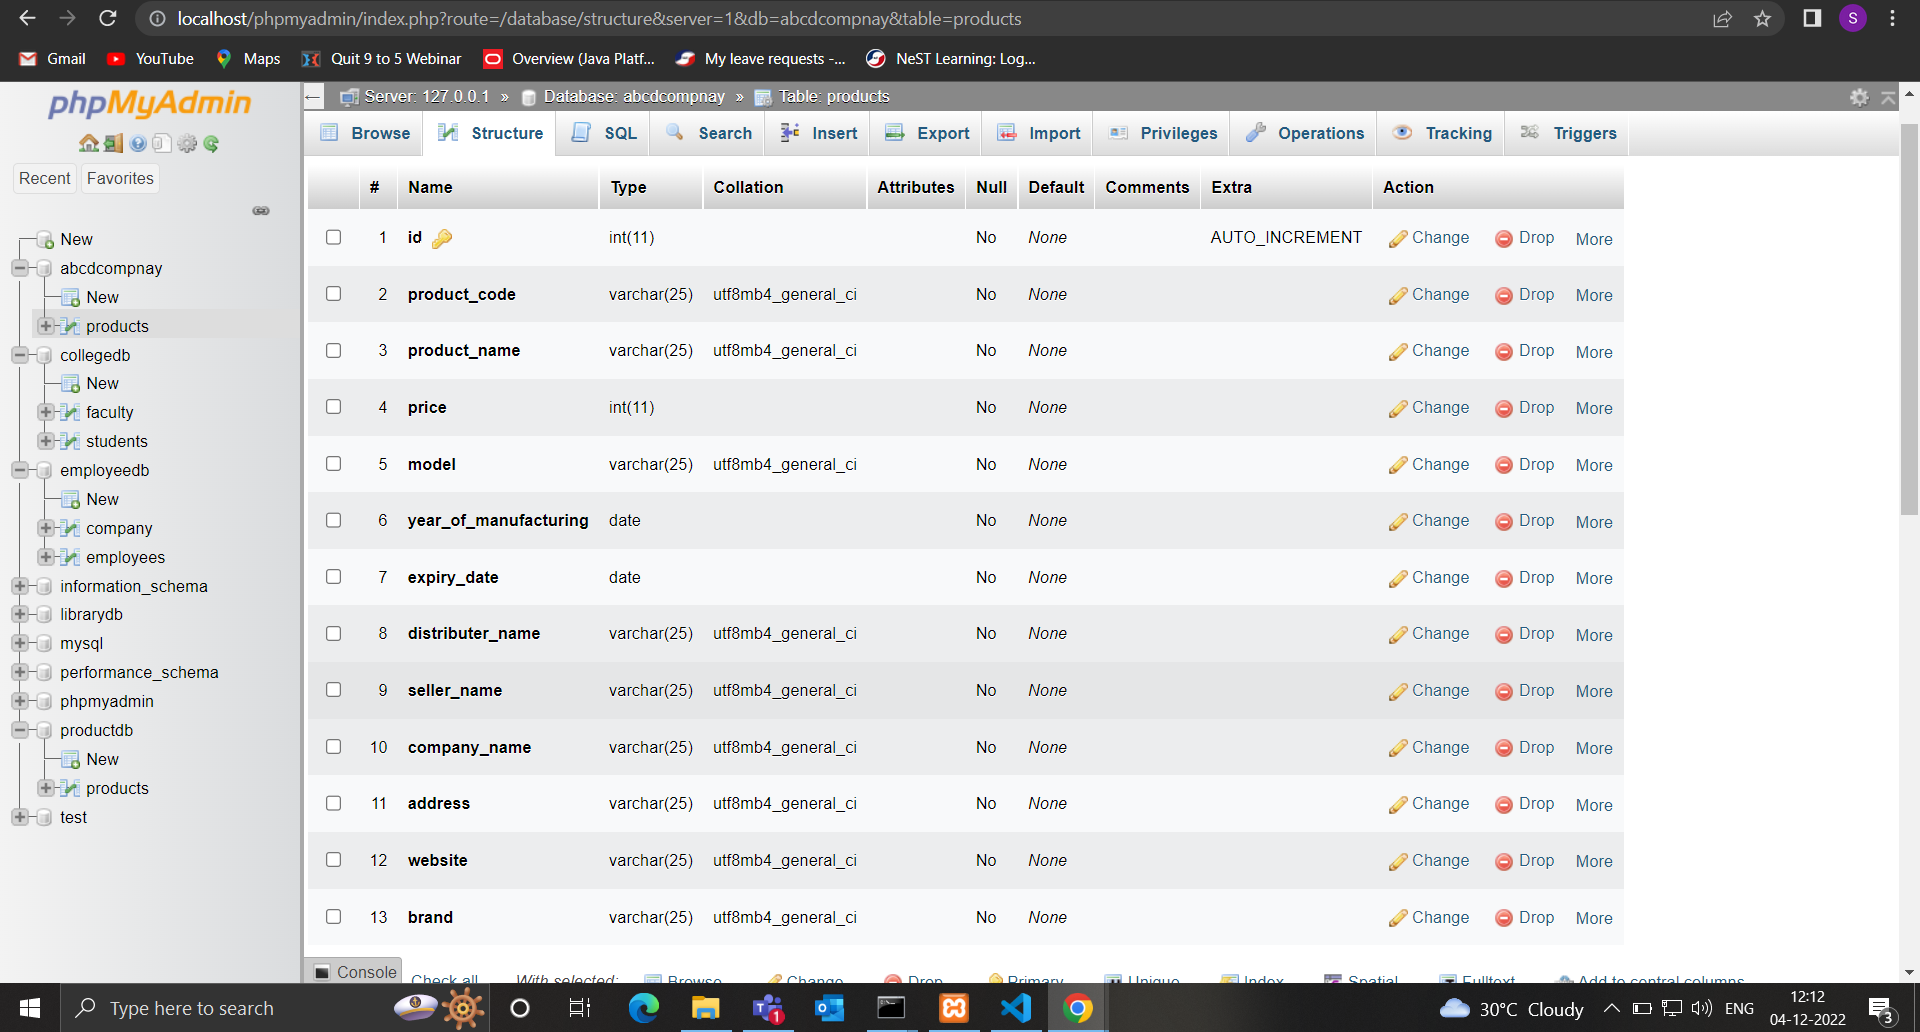 localhost/phpmyadmin/index.php?route=/database/structure&server=1&db=abcdcompnay&table=products
S
Gmail YouTube Maps Quit 9 to 5 Webinar Overview (Java Platf... My leave requests -... NeST Learning: Log...
phpMyAdmin
Recent Favorites
New
abcdcompnay
New
products
collegedb
New
faculty
students
employeedb
New
company
employees
information_schema
librarydb
mysql
performance_schema
phpmyadmin
productdb
New
products
test
Server: 127.0.0.1 » Database: abcdcompnay » Table: products
Browse Structure SQL Search Insert Export Import Privileges Operations Tracking Triggers
# Name Type Collation Attributes Null Default Comments Extra Action
1 id int(11) No None AUTO_INCREMENT Change Drop More
2 product_code varchar(25) utf8mb4_general_ci No None Change Drop More
3 product_name varchar(25) utf8mb4_general_ci No None Change Drop More
4 price int(11) No None Change Drop More
5 model varchar(25) utf8mb4_general_ci No None Change Drop More
6 year_of_manufacturing date No None Change Drop More
7 expiry_date date No None Change Drop More
8 distributer_name varchar(25) utf8mb4_general_ci No None Change Drop More
9 seller_name varchar(25) utf8mb4_general_ci No None Change Drop More
10 company_name varchar(25) utf8mb4_general_ci No None Change Drop More
11 address varchar(25) utf8mb4_general_ci No None Change Drop More
12 website varchar(25) utf8mb4_general_ci No None Change Drop More
13 brand varchar(25) utf8mb4_general_ci No None Change Drop More
Console Check all With selected: Browse Change Drop Primary Unique Index Spatial Fulltext Add to central columns
Type here to search
1
30°C Cloudy
ENG
12:12
04-12-2022
3